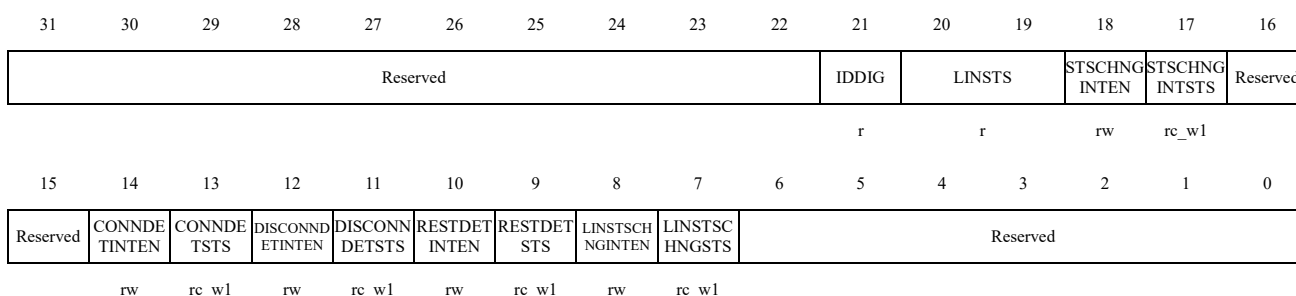 31 30 29 28 27 26 25 24 23 22 21 20 19 18 17 16
Reserved IDDIG LINSTS STSCHNG INTEN STSCHNG INTSTS Reserved
r r rw rc_w1
15 14 13 12 11 10 9 8 7 6 5 4 3 2 1 0
Reserved CONNDE TINTEN CONNDE TSTS DISCONND ETINTEN DISCONN DETSTS RESTDET INTEN RESTDET STS LINSTSCH NGINTEN LINSTSC HNGSTS Reserved
rw rc_w1 rw rc_w1 rw rc_w1 rw rc_w1